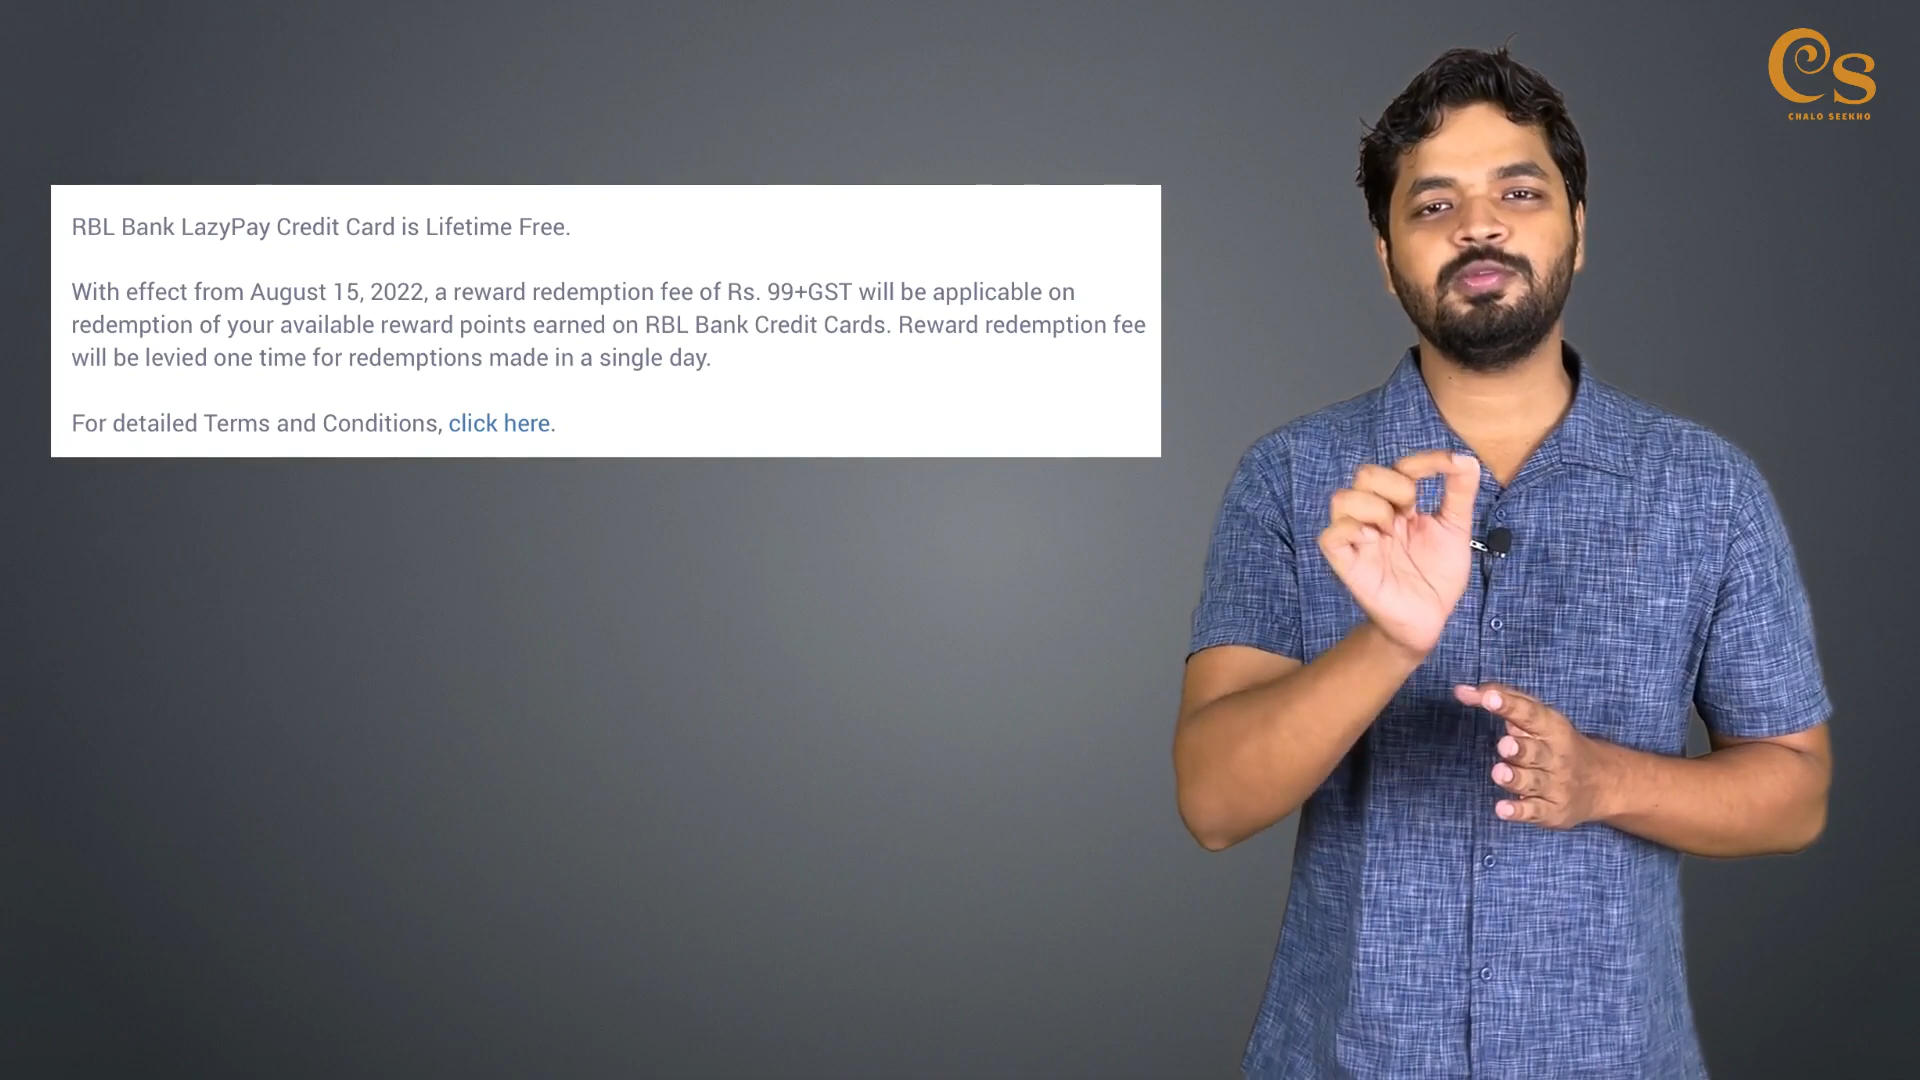 CS
CHALO SEEKHO
RBL Bank LazyPay Credit Card is Lifetime Free.
With effect from August 15, 2022, a reward redemption fee of Rs. 99+GST will be applicable on
redemption of your available reward points earned on RBL Bank Credit Cards. Reward redemption fee
will be levied one time for redemptions made in a single day.
For detailed Terms and Conditions, click here.